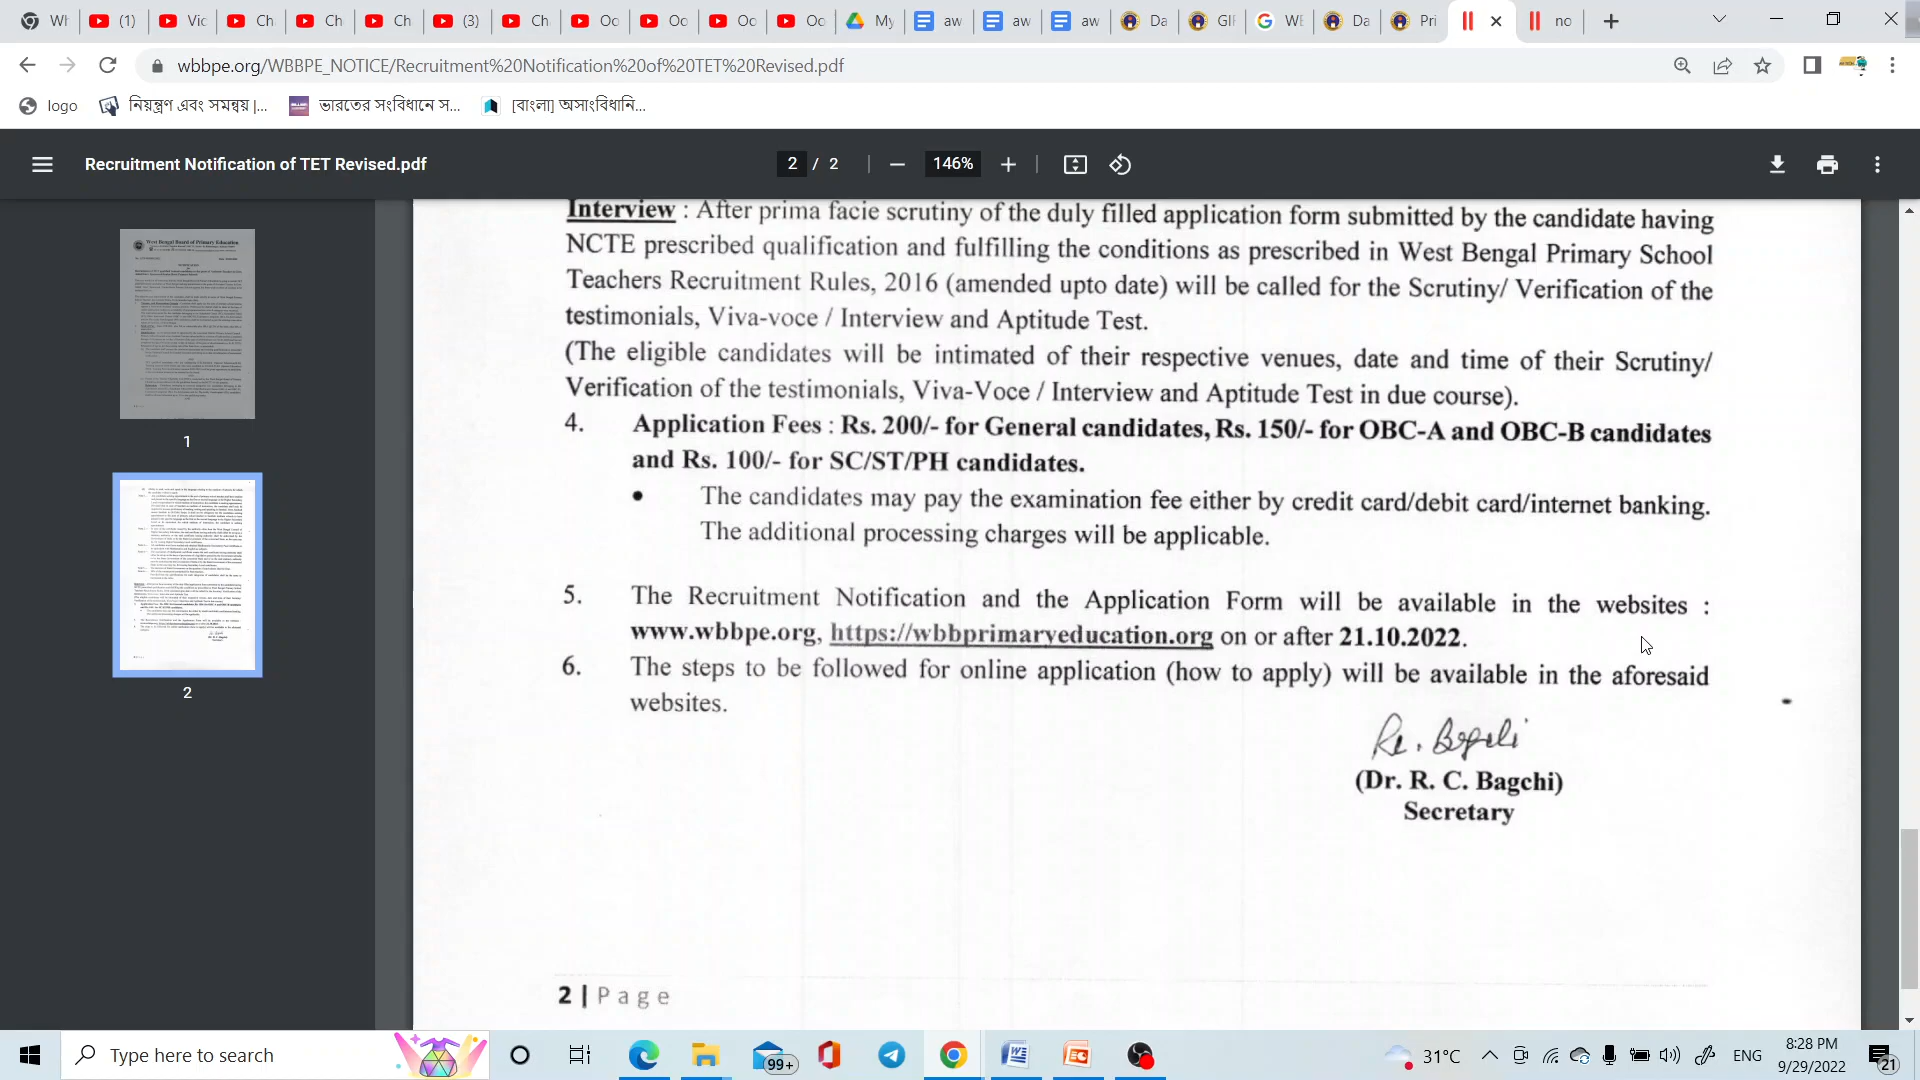 Wh
(1)
Vic
Ch
Ch
Ch
(3)
Ch
Oc
Oc
Oc
Oc
My
aw
aw
aw
Da
GIF
WE
Da
Pri
no
wbbpe.org/WBBPE_NOTICE/Recruitment%20Notification%20of%20TET%20Revised.pdf
logo
নিয়ন্ত্রণ এবং সমন্বয় |...
ভারতের সংবিধানে স...
[বাংলা] অসাংবিধানি...
Recruitment Notification of TET Revised.pdf
2 / 2
146%
West Bengal Board of Primary Education
1
2
Interview : After prima facie scrutiny of the duly filled application form submitted by the candidate having
NCTE prescribed qualification and fulfilling the conditions as prescribed in West Bengal Primary School
Teachers Recruitment Rules, 2016 (amended upto date) will be called for the Scrutiny/ Verification of the
testimonials, Viva-voce / Interview and Aptitude Test.
(The eligible candidates will be intimated of their respective venues, date and time of their Scrutiny/
Verification of the testimonials, Viva-Voce / Interview and Aptitude Test in due course).
4. Application Fees : Rs. 200/- for General candidates, Rs. 150/- for OBC-A and OBC-B candidates
and Rs. 100/- for SC/ST/PH candidates.
• The candidates may pay the examination fee either by credit card/debit card/internet banking.
The additional processing charges will be applicable.
5. The Recruitment Notification and the Application Form will be available in the websites :
www.wbbpe.org, https://wbbprimaryeducation.org on or after 21.10.2022.
6. The steps to be followed for online application (how to apply) will be available in the aforesaid
websites.
(Dr. R. C. Bagchi)
Secretary
2 | Page
Type here to search
99+
31°C
ENG
8:28 PM
9/29/2022
21